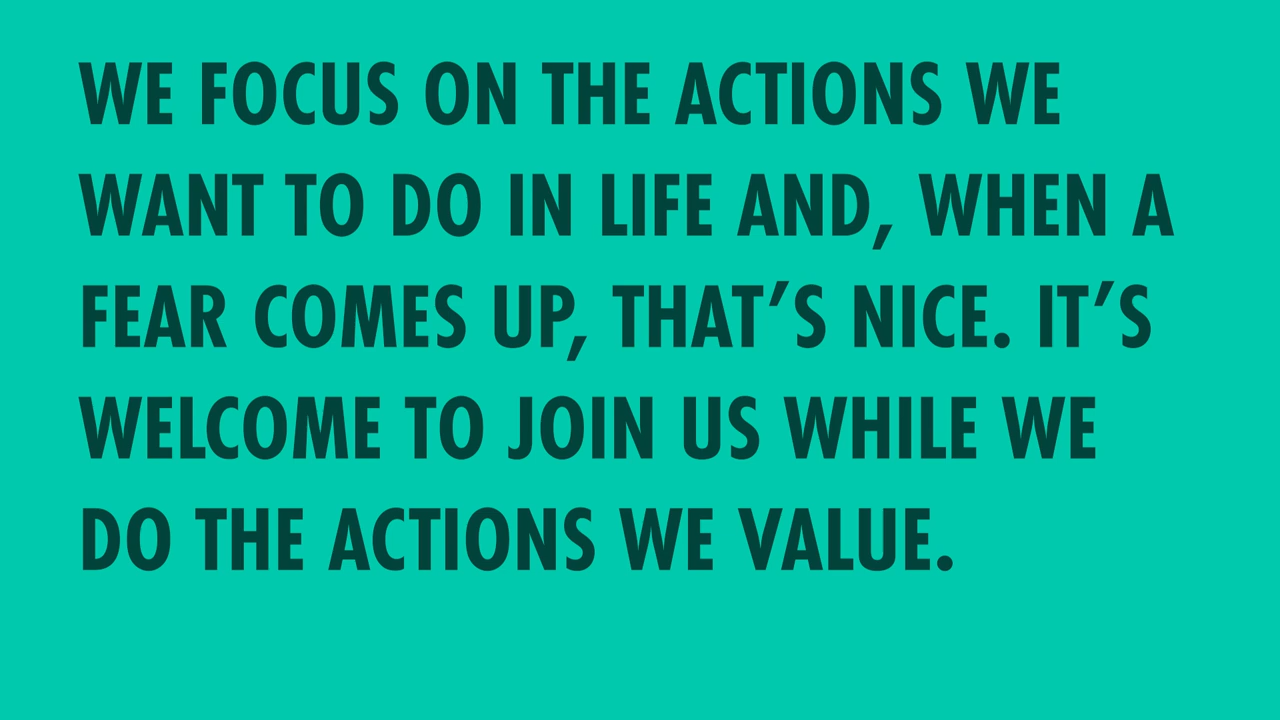 WE FOCUS ON THE ACTIONS WE
WANT TO DO IN LIFE AND, WHEN A
FEAR COMES UP, THAT’S NICE. IT’S
WELCOME TO JOIN US WHILE WE
DO THE ACTIONS WE VALUE.